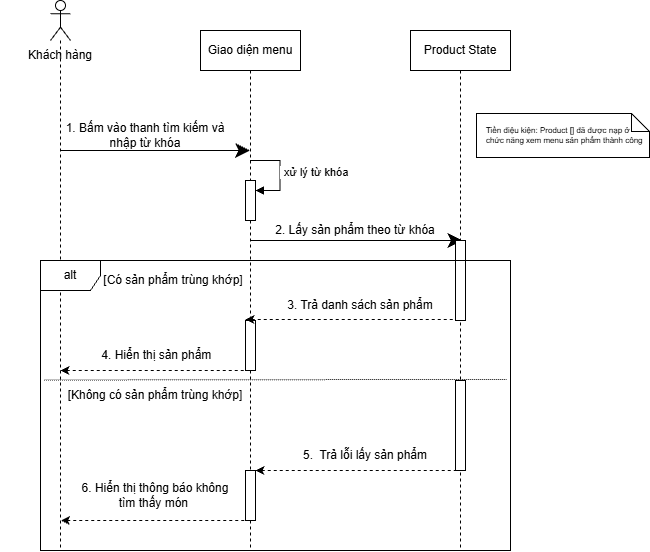 Khách hàng
Giao diện menu
Product State
Tiền điệu kiện: Product [] đã được nạp ở
chức năng xem menu sản phẩm thành công
1. Bấm vào thanh tìm kiếm và
nhập từ khóa
xử lý từ khóa
2. Lấy sản phẩm theo từ khóa
alt
[Có sản phẩm trùng khớp]
3. Trả danh sách sản phẩm
4. Hiển thị sản phẩm
[Không có sản phẩm trùng khớp]
5. Trả lỗi lấy sản phẩm
6. Hiển thị thông báo không
tìm thấy món